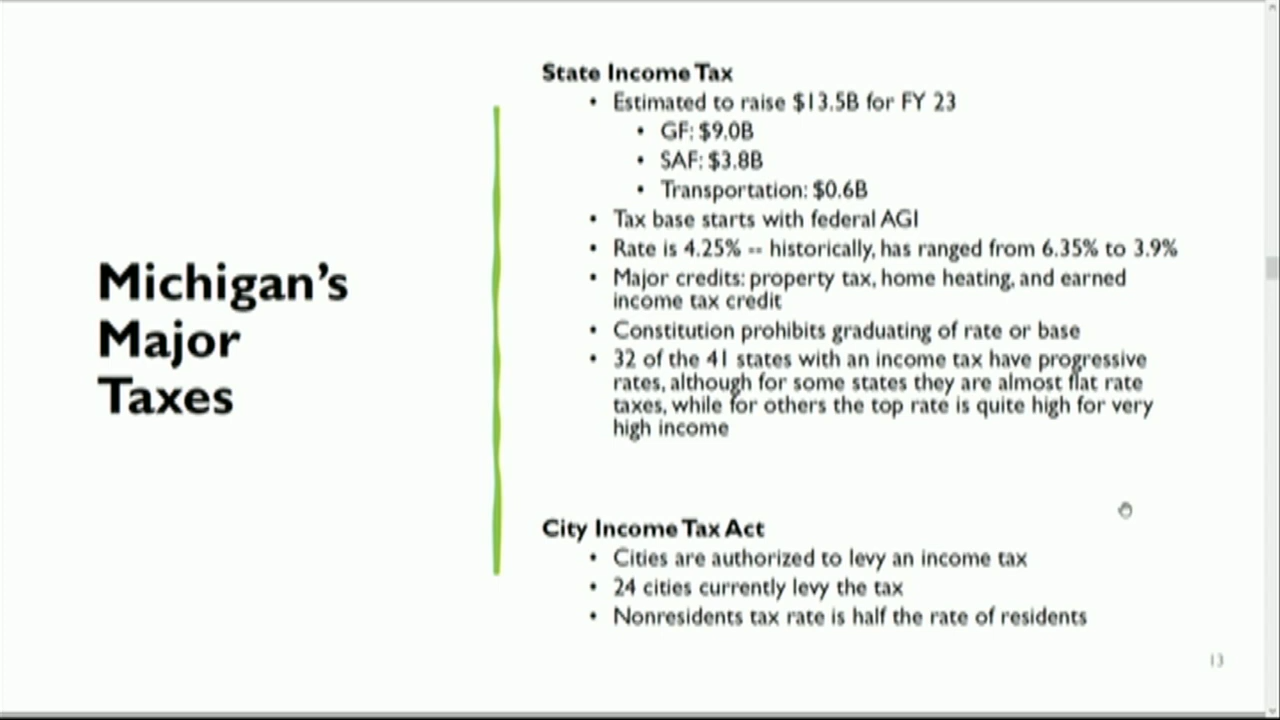 Michigan's
Major
Taxes
State Income Tax
• Estimated to raise $13.5B for FY 23
• GF: $9.0B
• SAF: $3.8B
• Transportation: $0.6B
• Tax base starts with federal AGI
• Rate is 4.25% -- historically, has ranged from 6.35% to 3.9%
• Major credits: property tax, home heating, and earned
income tax credit
• Constitution prohibits graduating of rate or base
• 32 of the 41 states with an income tax have progressive
rates, although for some states they are almost flat rate
taxes, while for others the top rate is quite high for very
high income
City Income Tax Act
• Cities are authorized to levy an income tax
• 24 cities currently levy the tax
• Nonresidents tax rate is half the rate of residents
13